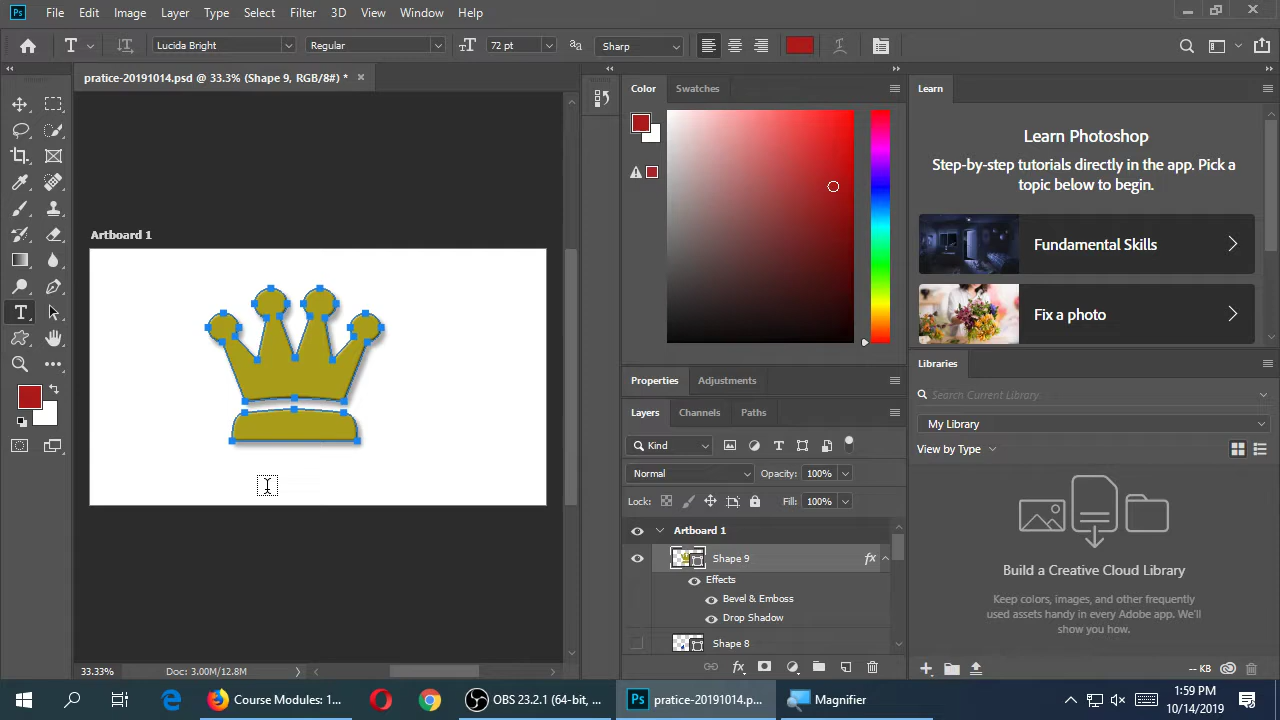 Ps File Edit Image Layer Type Select Filter 3D View Window Help
T Lucida Bright Regular 72 pt aa Sharp
pratice-20191014.psd @ 33.3% (Shape 9, RGB/8#) *
Artboard 1
33.33% Doc: 3.00M/12.8M
Color Swatches
Properties Adjustments
Layers Channels Paths
Kind
Normal Opacity: 100%
Lock: Fill: 100%
Artboard 1
Shape 9 fx
Effects
Bevel & Emboss
Drop Shadow
Shape 8
fx
Learn
Learn Photoshop
Step-by-step tutorials directly in the app. Pick a
topic below to begin.
Fundamental Skills
Fix a photo
Libraries
Search Current Library
My Library
View by Type
Build a Creative Cloud Library
Keep colors, images, and other frequently
used assets handy in every Adobe app. We'll
show you how.
-- KB
Course Modules: 1... OBS 23.2.1 (64-bit, ... Ps pratice-20191014.p... Magnifier
1:59 PM
10/14/2019